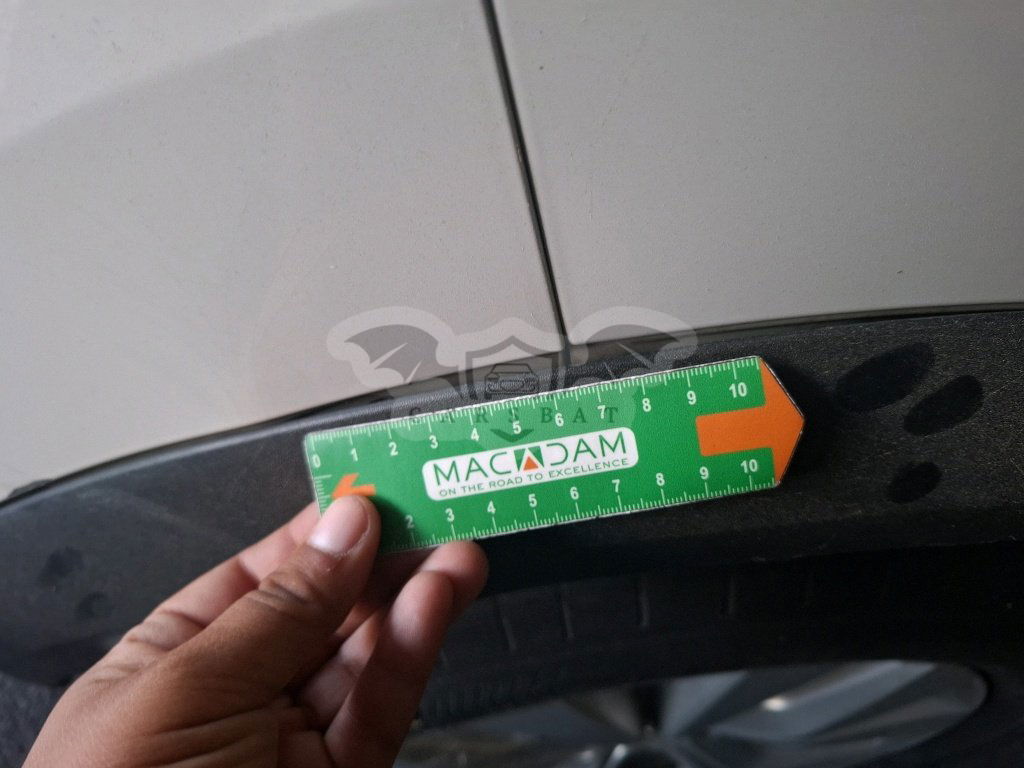 CARSBAT
0 1 2 3 4 5 6 7 8 9 10
MACADAM
ON THE ROAD TO EXCELLENCE
2 3 4 5 6 7 8 9 10